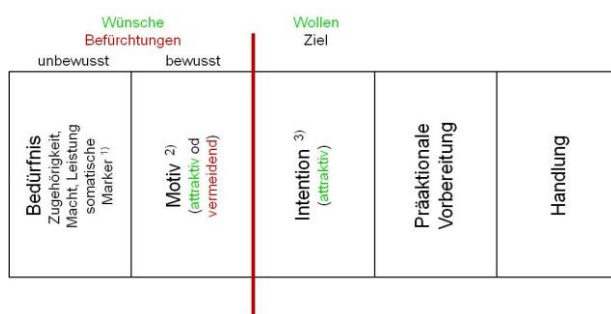 Wünsche
Befürchtungen
unbewusst
bewusst
Wollen
Ziel
Bedürfnis
Zugehörigkeit,
Macht, Leistung
somatische
Marker 1)
Motiv 2)
(attraktiv od
vermeidend)
Intention 3)
(attraktiv)
Präaktionale
Vorbereitung
Handlung